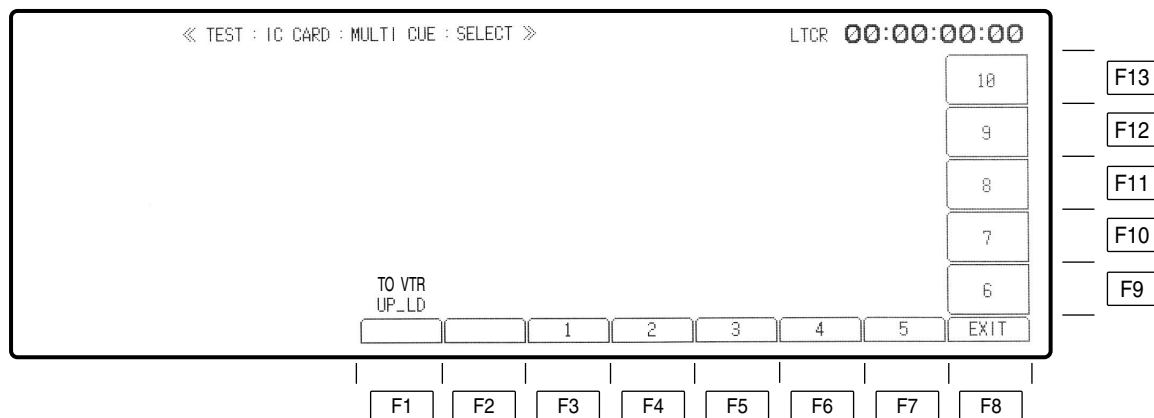 ≪ TEST : IC CARD : MULTI CUE : SELECT ≫ LTCR 00:00:00:00
10 F13
9 F12
8 F11
7 F10
6 F9
TO VTR
UP_LD
1 2 3 4 5 EXIT
F1 F2 F3 F4 F5 F6 F7 F8